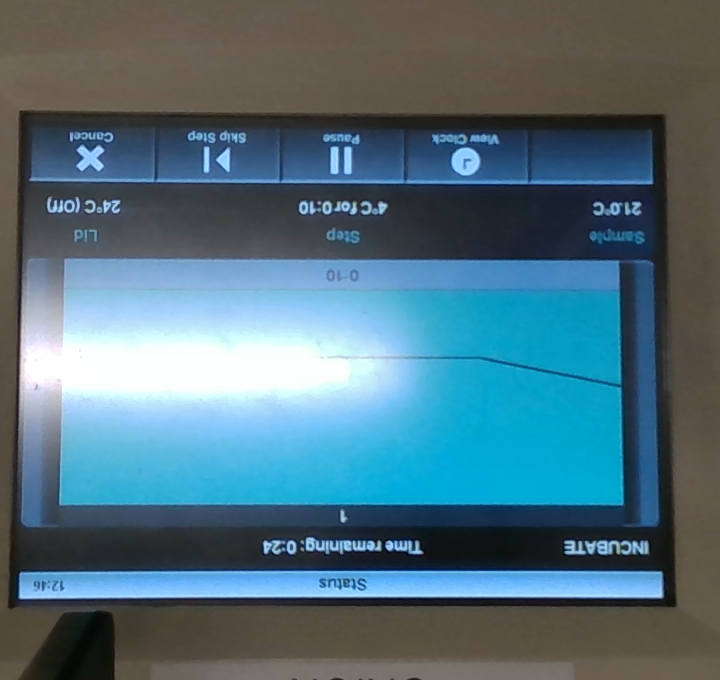 Status 12:46
INCUBATE Time remaining: 0:24
1
0:10
Sample Step Lid
21.0°C 4°C for 0:10 24°C (Off)
View Clock Pause Skip Step Cancel